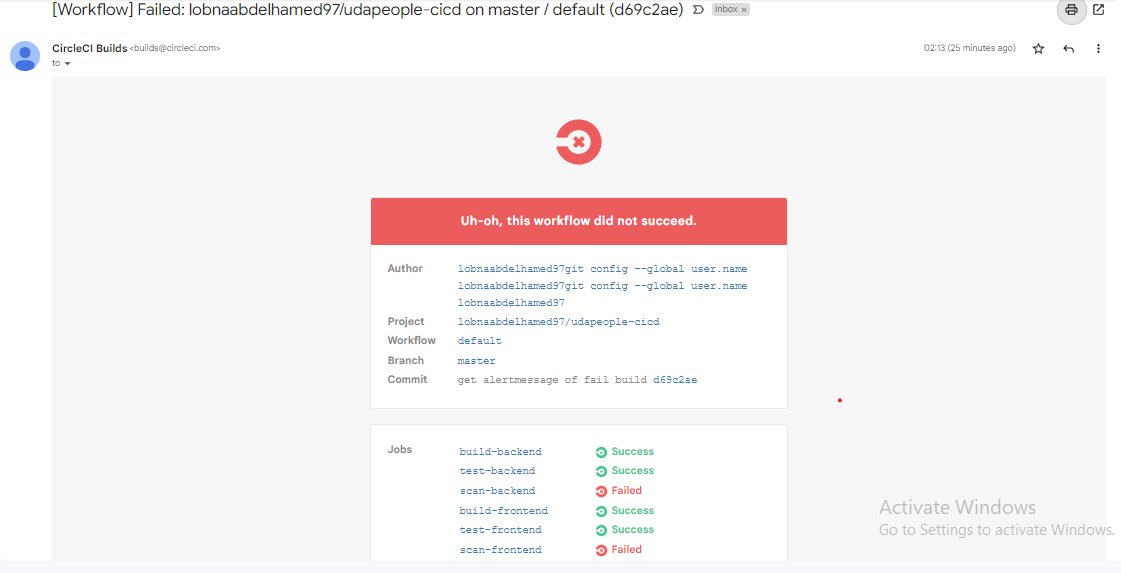 [Workflow] Failed: lobnaabdelhamed97/udapeople-cicd on master / default (d69c2ae) Inbox ×
CircleCI Builds <builds@circleci.com> 02:13 (25 minutes ago)
to
Uh-oh, this workflow did not succeed.
Author lobnaabdelhamed97git config --global user.name
lobnaabdelhamed97git config --global user.name
lobnaabdelhamed97
Project lobnaabdelhamed97/udapeople-cicd
Workflow default
Branch master
Commit get alertmessage of fail build d69c2ae
Jobs build-backend Success
test-backend Success
scan-backend Failed
build-frontend Success
test-frontend Success
scan-frontend Failed
Activate Windows
Go to Settings to activate Windows.